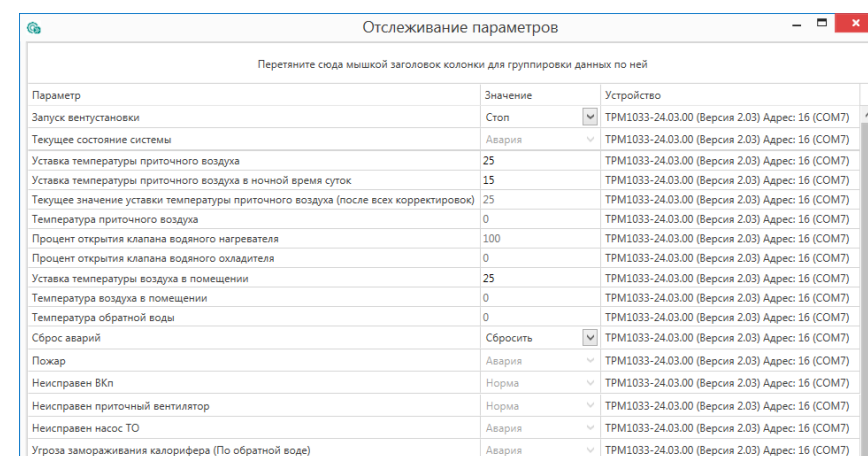 Отслеживание параметров
Перетяните сюда мышкой заголовок колонки для группировки данных по ней
Параметр Значение Устройство
Запуск вентустановки Стоп ТРМ1033-24.03.00 (Версия 2.03) Адрес: 16 (COM7)
Текущее состояние системы Авария ТРМ1033-24.03.00 (Версия 2.03) Адрес: 16 (COM7)
Уставка температуры приточного воздуха 25 ТРМ1033-24.03.00 (Версия 2.03) Адрес: 16 (COM7)
Уставка температуры приточного воздуха в ночной время суток 15 ТРМ1033-24.03.00 (Версия 2.03) Адрес: 16 (COM7)
Текущее значение уставки температуры приточного воздуха (после всех корректировок) 25 ТРМ1033-24.03.00 (Версия 2.03) Адрес: 16 (COM7)
Температура приточного воздуха 0 ТРМ1033-24.03.00 (Версия 2.03) Адрес: 16 (COM7)
Процент открытия клапана водяного нагревателя 100 ТРМ1033-24.03.00 (Версия 2.03) Адрес: 16 (COM7)
Процент открытия клапана водяного охладителя 0 ТРМ1033-24.03.00 (Версия 2.03) Адрес: 16 (COM7)
Уставка температуры воздуха в помещении 25 ТРМ1033-24.03.00 (Версия 2.03) Адрес: 16 (COM7)
Температура воздуха в помещении 0 ТРМ1033-24.03.00 (Версия 2.03) Адрес: 16 (COM7)
Температура обратной воды 0 ТРМ1033-24.03.00 (Версия 2.03) Адрес: 16 (COM7)
Сброс аварий Сбросить ТРМ1033-24.03.00 (Версия 2.03) Адрес: 16 (COM7)
Пожар Авария ТРМ1033-24.03.00 (Версия 2.03) Адрес: 16 (COM7)
Неисправен ВКп Норма ТРМ1033-24.03.00 (Версия 2.03) Адрес: 16 (COM7)
Неисправен приточный вентилятор Норма ТРМ1033-24.03.00 (Версия 2.03) Адрес: 16 (COM7)
Неисправен насос ТО Авария ТРМ1033-24.03.00 (Версия 2.03) Адрес: 16 (COM7)
Угроза замораживания калорифера (По обратной воде) Авария ТРМ1033-24.03.00 (Версия 2.03) Адрес: 16 (COM7)